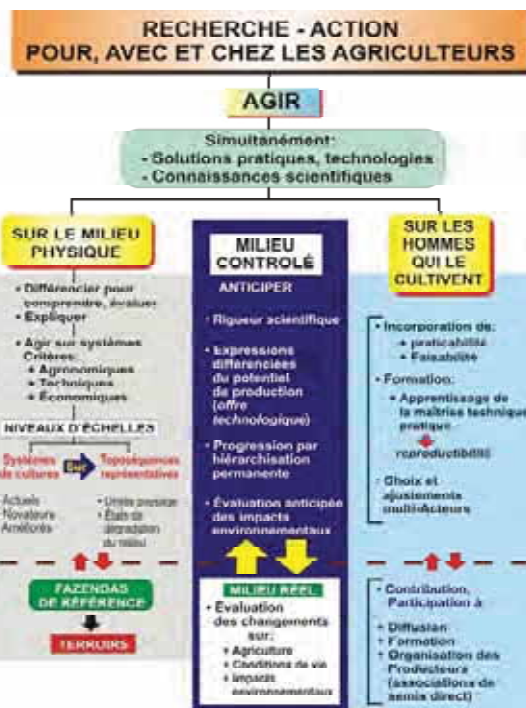 RECHERCHE - ACTION
POUR, AVEC ET CHEZ LES AGRICULTEURS
AGIR
Simultanément:
- Solutions pratiques, technologies
- Connaissances scientifiques
SUR LE MILIEU
PHYSIQUE
• Différencier pour
comprendre, évaluer
• Expliquer
• Agir sur systèmes
Critères:
+ Agronomiques
+ Techniques
+ Économiques
NIVEAUX D'ÉCHELLES
Systèmes
de cultures
Sur
Toposéquences
représentatives
Actuels
Novateurs
Améliorés
• Unités paysage
• États de
dégradation
du milieu
FAZENDAS
DE RÉFÉRENCE
TERROIRS
MILIEU
CONTROLÉ
ANTICIPER
• Rigueur scientifique
• Expressions
différenciées
du potentiel
de production
(offre
technologique)
• Progression par
hiérarchisation
permanente
• Évaluation anticipée
des impacts
environnementaux
MILIEU RÉEL
• Evaluation
des changements
sur:
+ Agriculture
+ Conditions de vie
+ Impacts
environnementaux
SUR LES
HOMMES
QUI LE
CULTIVENT
• Incorporation de:
+ praticabilité
+ Faisabilité
• Formation:
+ Apprentissage de
la maîtrise technique
pratique
reproductibilité
• Choix et
ajustements
multi-Acteurs
• Contribution,
Participation à
+ Diffusion
+ Formation
+ Organisation des
Producteurs
(associations de
semis direct)